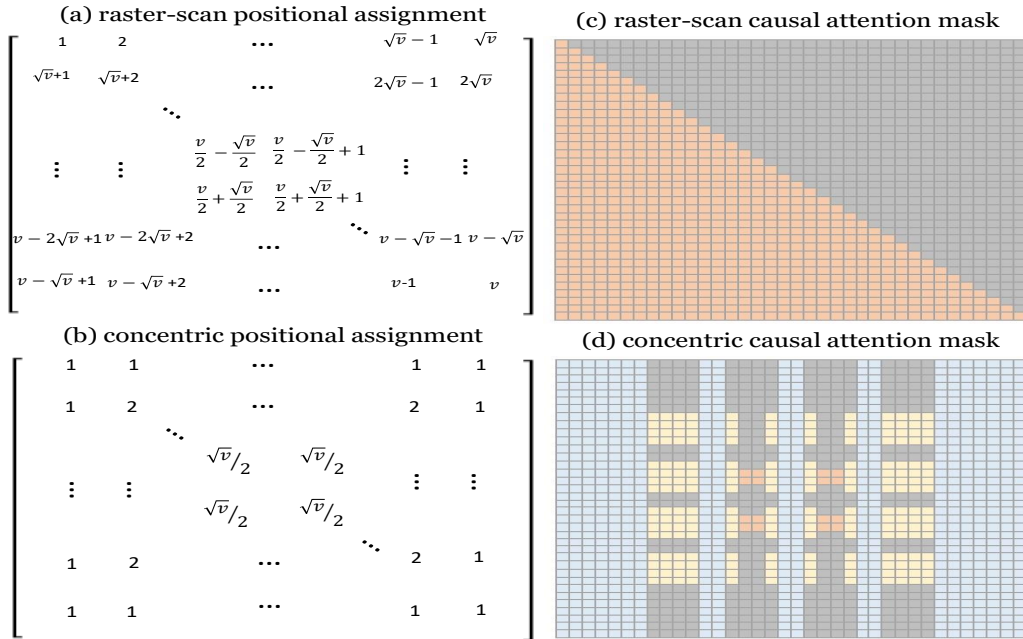 (a) raster-scan positional assignment
1 2 ... √v − 1 √v
√v+1 √v+2 ... 2√v − 1 2√v
⋱
v/2 − √v/2 v/2 − √v/2 + 1
⋮ ⋮ ⋮ ⋮
v/2 + √v/2 v/2 + √v/2 + 1
⋱
v − 2√v +1 v − 2√v +2 ... v − √v −1 v − √v
v − √v +1 v − √v +2 ... v-1 v
(b) concentric positional assignment
1 1 ... 1 1
1 2 ... 2 1
⋱
√v/2 √v/2
⋮ ⋮ ⋮ ⋮
√v/2 √v/2
⋱
1 2 ... 2 1
1 1 ... 1 1
(c) raster-scan causal attention mask
(d) concentric causal attention mask